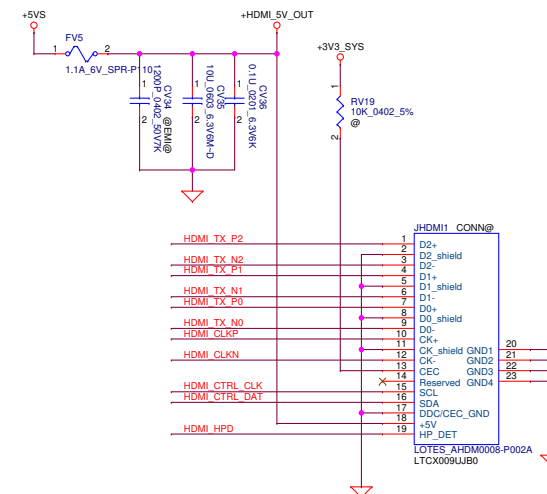 +5VS
+HDMI_5V_OUT
FV5
1 2
1.1A_6V_SPR-P110
+3V3_SYS
1
2
CV34 @EMI@
1200P_0402_50V7K
1
2
CV35
10U_0603_6.3V6M~D
1
2
CV36
0.1U_0201_6.3V6K
1
2
RV19
10K_0402_5%
@
JHDMI1 CONN@
HDMI_TX_P2 1 D2+
2 D2_shield
HDMI_TX_N2 3 D2-
HDMI_TX_P1 4 D1+
5 D1_shield
HDMI_TX_N1 6 D1-
HDMI_TX_P0 7 D0+
8 D0_shield
HDMI_TX_N0 9 D0-
HDMI_CLKP 10 CK+
11 CK_shield GND1 20
HDMI_CLKN 12 CK- GND2 21
13 CEC GND3 22
14 Reserved GND4 23
HDMI_CTRL_CLK 15 SCL
HDMI_CTRL_DAT 16 SDA
17 DDC/CEC_GND
18 +5V
HDMI_HPD 19 HP_DET
LOTES_AHDM0008-P002A
LTCX009UJB0